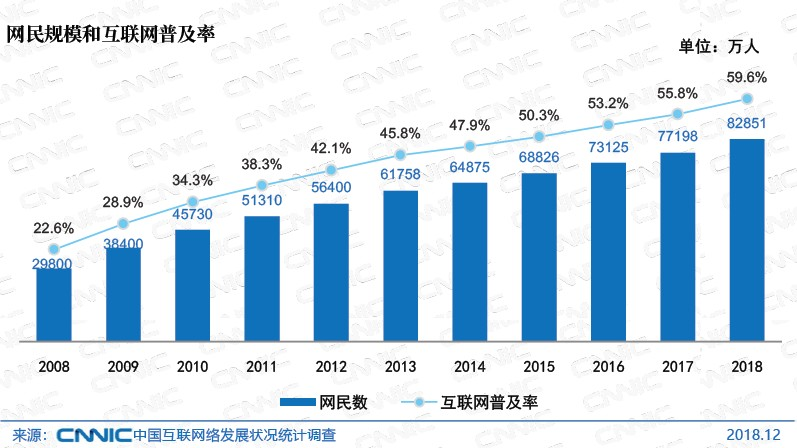 网民规模和互联网普及率
单位：万人
22.6% 28.9% 34.3% 38.3% 42.1% 45.8% 47.9% 50.3% 53.2% 55.8% 59.6%
29800 38400 45730 51310 56400 61758 64875 68826 73125 77198 82851
2008 2009 2010 2011 2012 2013 2014 2015 2016 2017 2018
网民数 互联网普及率
来源：CNNIC中国互联网络发展状况统计调查 2018.12